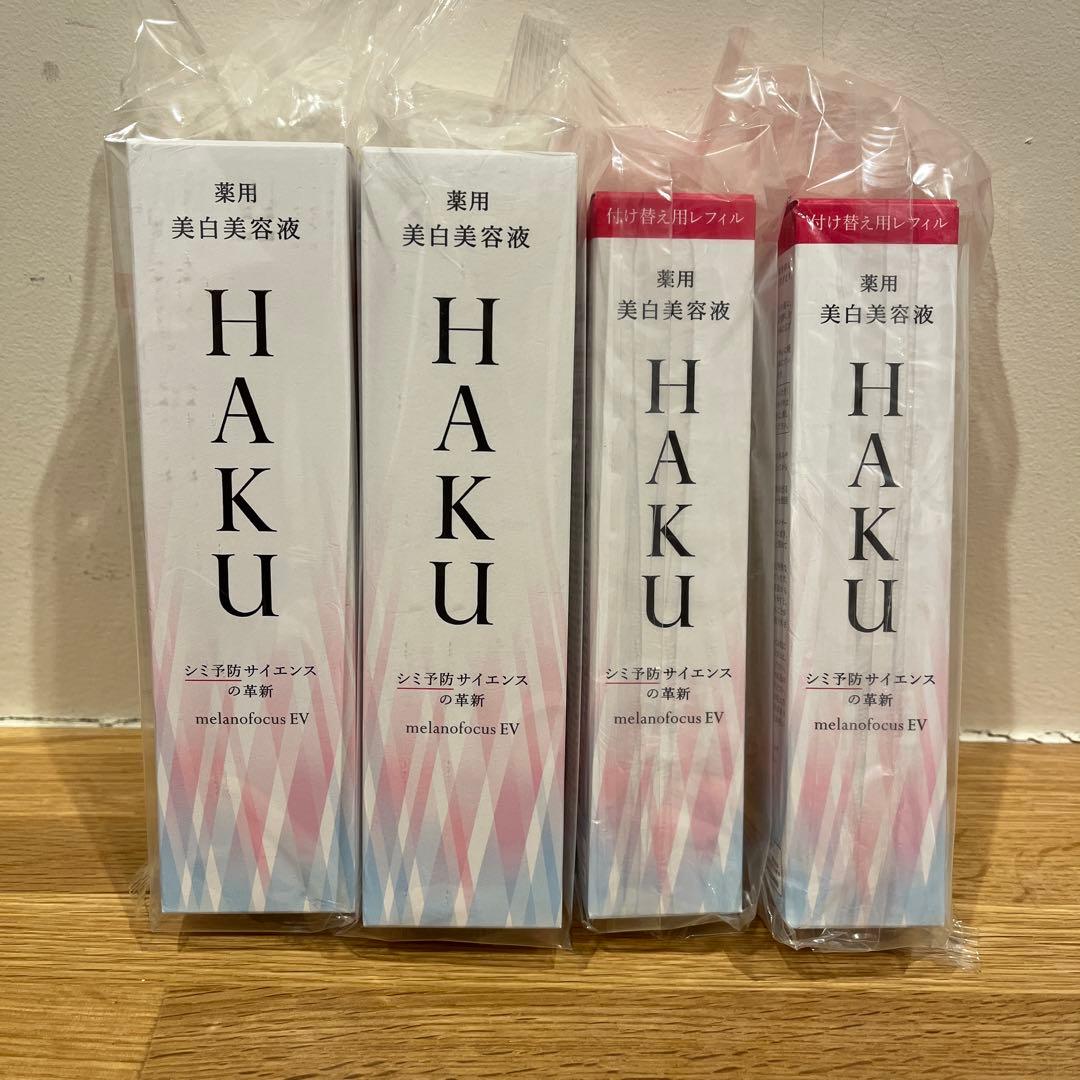 薬用
美白美容液
HAKU
シミ予防サイエンス
の革新
melanofocus EV
薬用
美白美容液
HAKU
シミ予防サイエンス
の革新
melanofocus EV
付け替え用レフィル
薬用
美白美容液
HAKU
シミ予防サイエンス
の革新
melanofocus EV
付け替え用レフィル
薬用
美白美容液
HAKU
シミ予防サイエンス
の革新
melanofocus EV